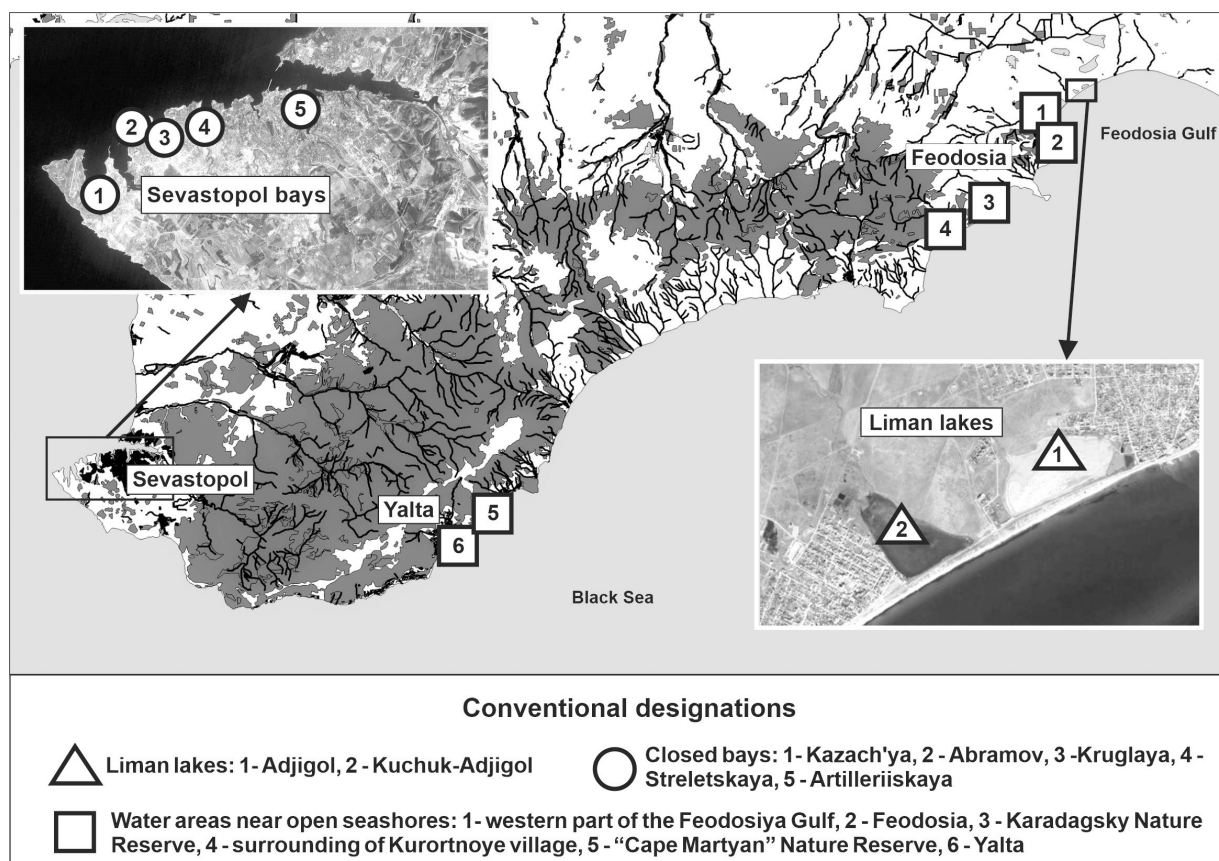 2
3
4
5
1
Sevastopol bays
1
2
Feodosia Gulf
Feodosia
3
4
Liman lakes
1
2
Sevastopol
Yalta
5
6
Black Sea
Conventional designations
Liman lakes: 1- Adjigol, 2 - Kuchuk-Adjigol
Closed bays: 1- Kazach'ya, 2 - Abramov, 3 -Kruglaya, 4 -
Streletskaya, 5 - Artilleriiskaya
Water areas near open seashores: 1- western part of the Feodosiya Gulf, 2 - Feodosia, 3 - Karadagsky Nature
Reserve, 4 - surrounding of Kurortnoye village, 5 - “Cape Martyan” Nature Reserve, 6 - Yalta